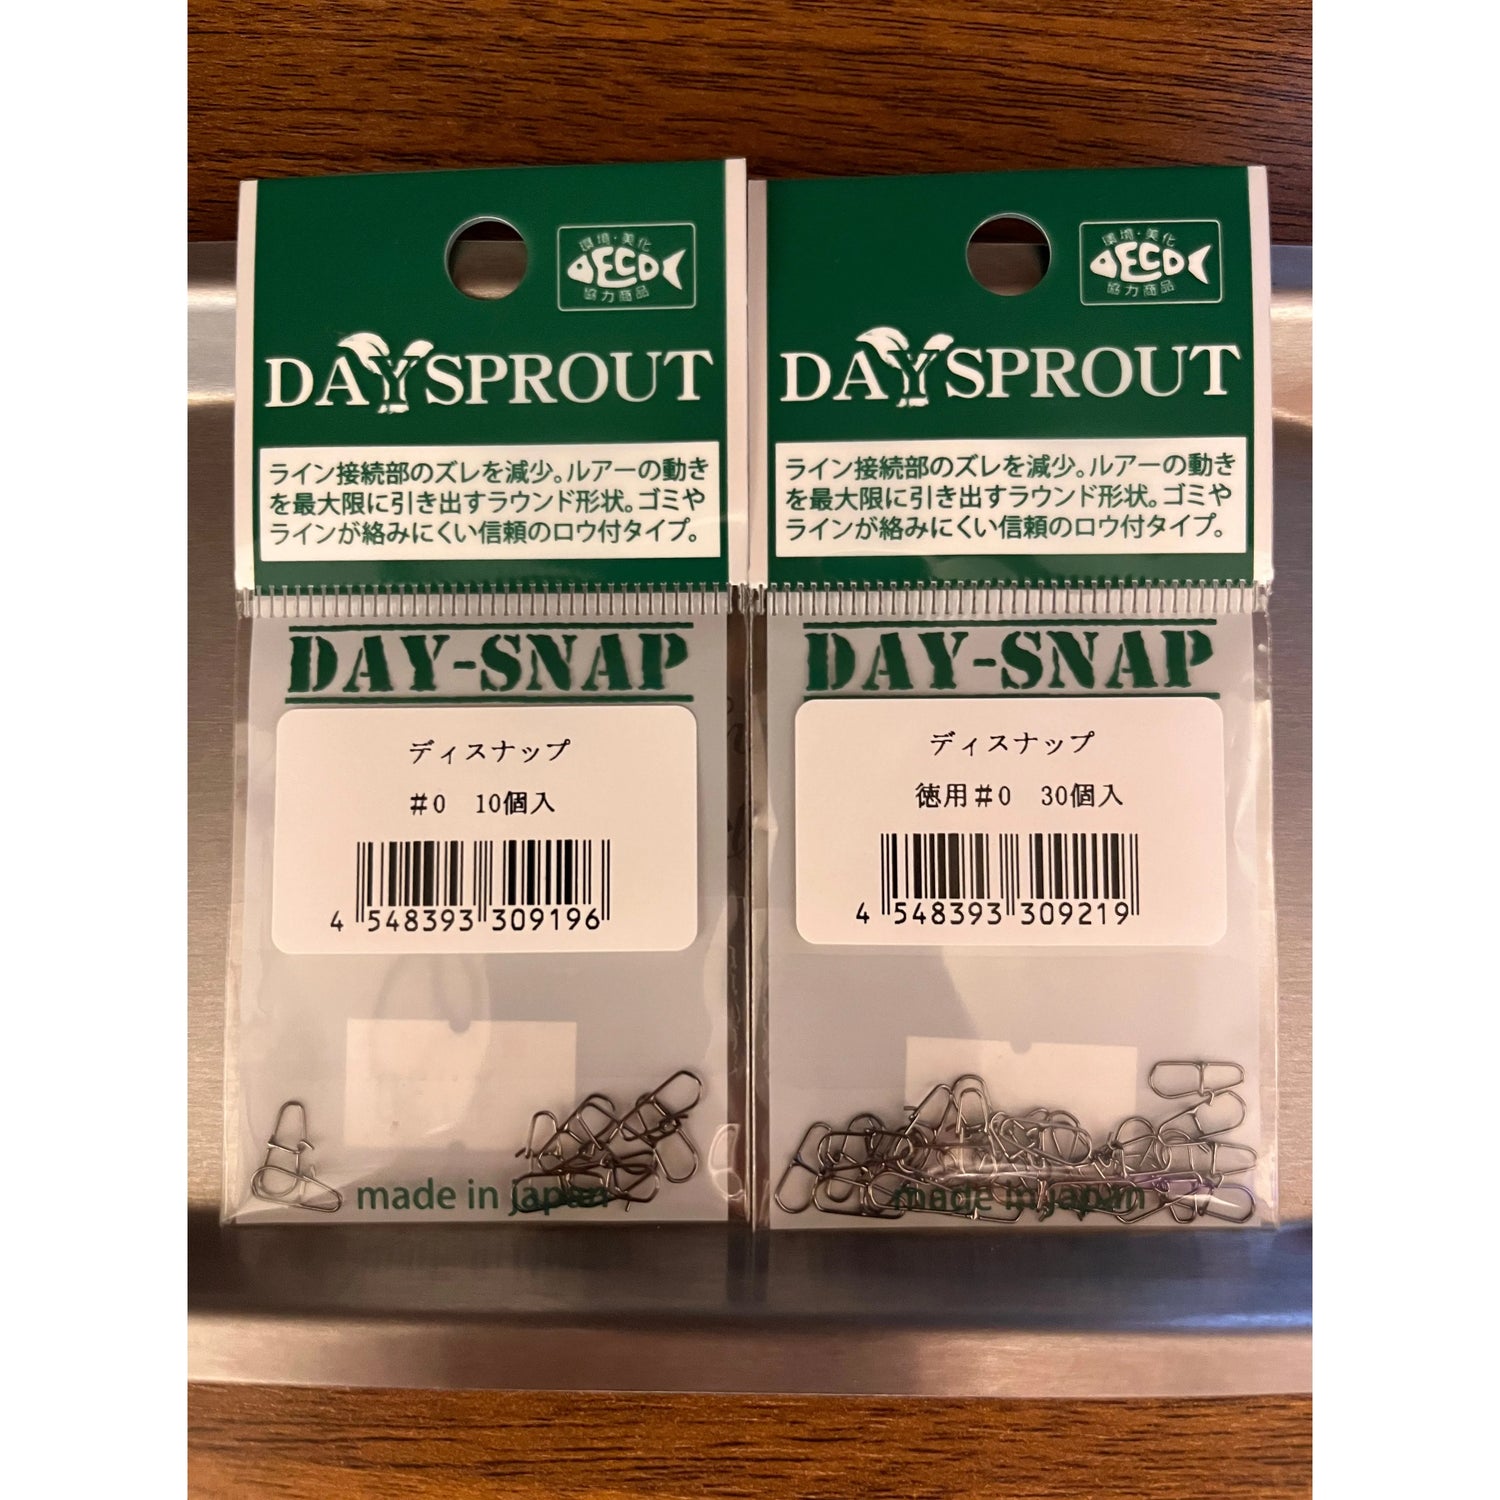 環境・美化
ECO
協力商品
DAYSPROUT
ライン接続部のズレを減少。ルアーの動き
を最大限に引き出すラウンド形状。ゴミや
ラインが絡みにくい信頼のロウ付タイプ。
DAY-SNAP
ディスナップ
#0 10個入
4 548393 309196
made in japan
環境・美化
ECO
協力商品
DAYSPROUT
ライン接続部のズレを減少。ルアーの動き
を最大限に引き出すラウンド形状。ゴミや
ラインが絡みにくい信頼のロウ付タイプ。
DAY-SNAP
ディスナップ
徳用#0 30個入
4 548393 309219
made in japan